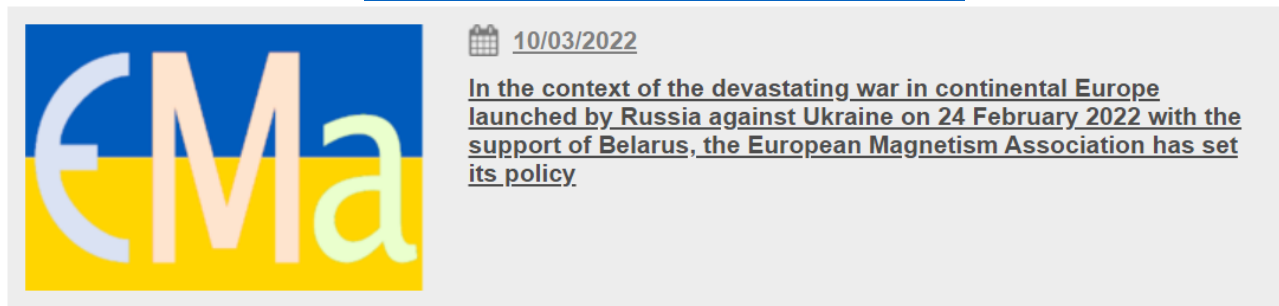 EMa
10/03/2022
In the context of the devastating war in continental Europe
launched by Russia against Ukraine on 24 February 2022 with the
support of Belarus, the European Magnetism Association has set
its policy